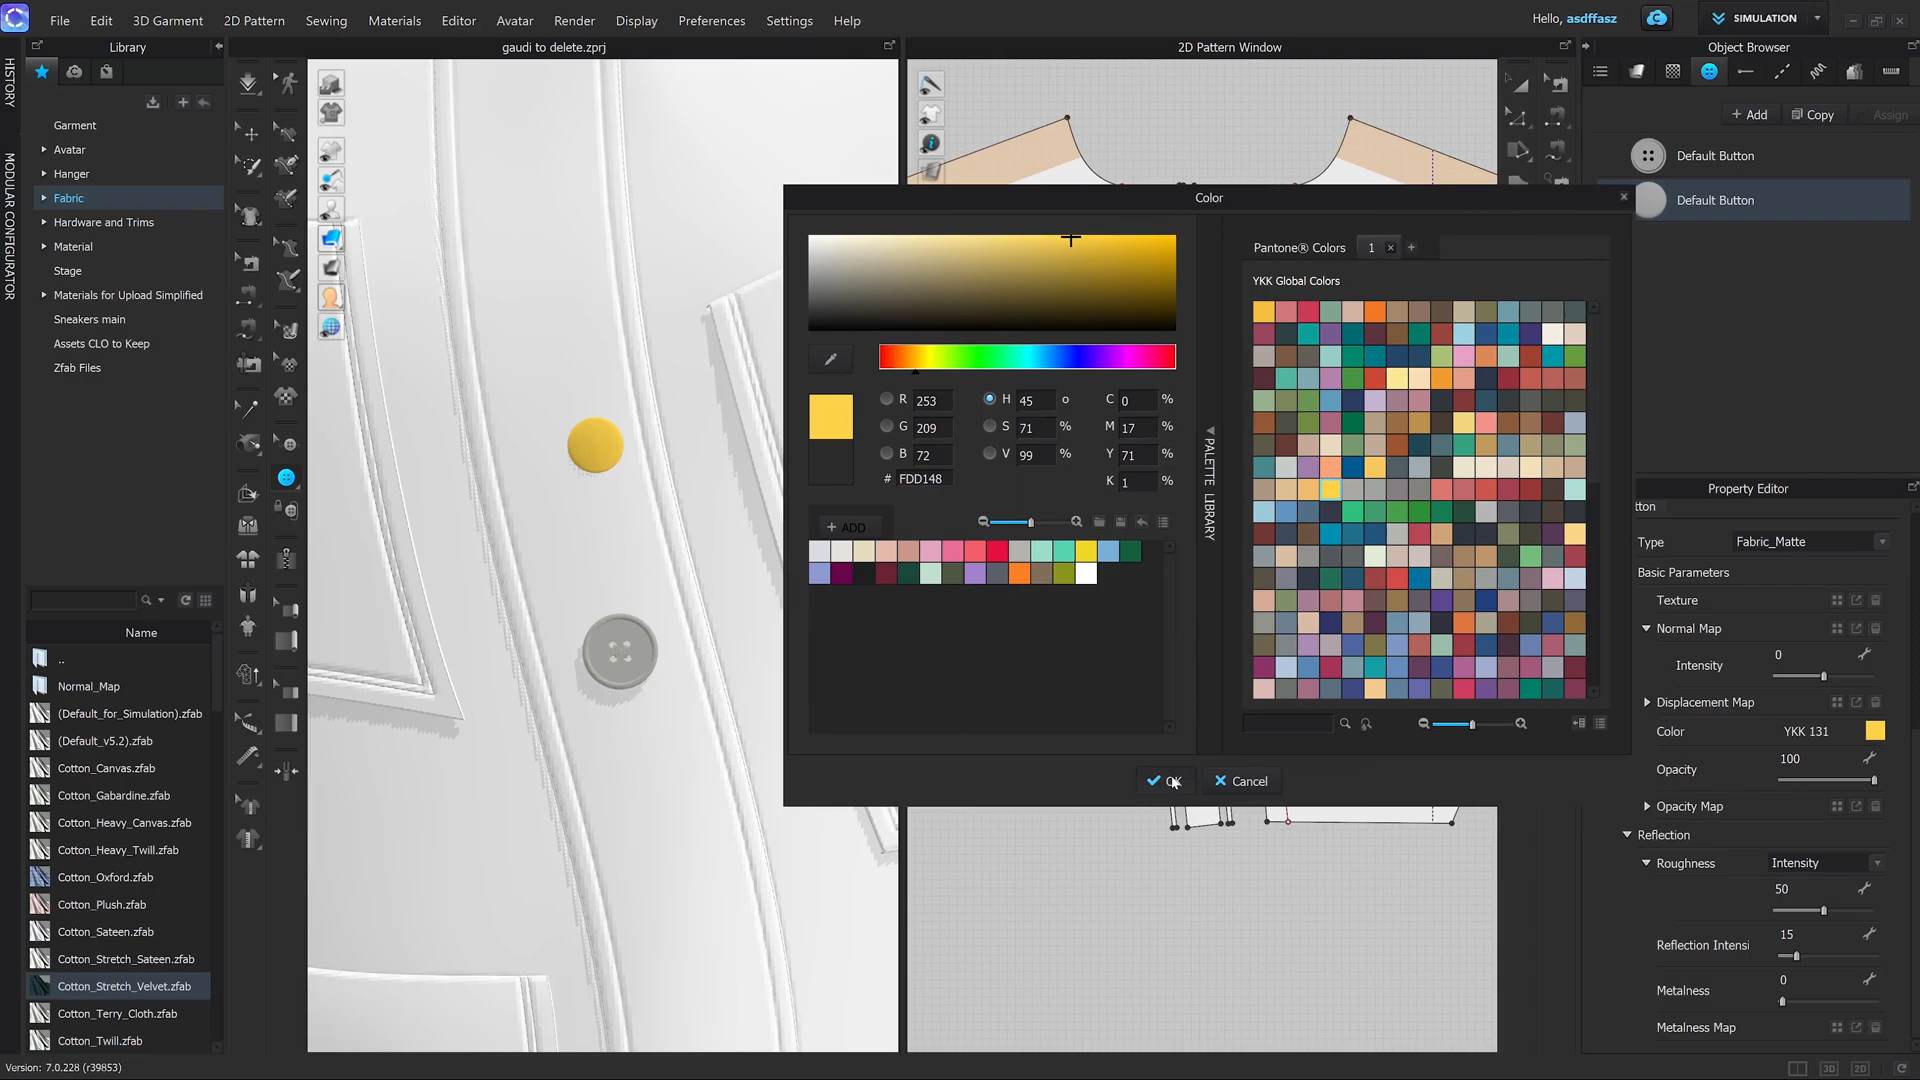 File Edit 3D Garment 2D Pattern Sewing Materials Editor Avatar Render Display Preferences Settings Help
Hello, asdffasz
SIMULATION
HISTORY
MODULAR CONFIGURATOR
Library
gaudi to delete.zprj
2D Pattern Window
Object Browser
Garment
Avatar
Hanger
Fabric
Hardware and Trims
Material
Stage
Materials for Upload Simplified
Sneakers main
Assets CLO to Keep
Zfab Files
Name
..
Normal_Map
(Default_for_Simulation).zfab
(Default_v5.2).zfab
Cotton_Canvas.zfab
Cotton_Gabardine.zfab
Cotton_Heavy_Canvas.zfab
Cotton_Heavy_Twill.zfab
Cotton_Oxford.zfab
Cotton_Plush.zfab
Cotton_Sateen.zfab
Cotton_Stretch_Sateen.zfab
Cotton_Stretch_Velvet.zfab
Cotton_Terry_Cloth.zfab
Cotton_Twill.zfab
Color
R 253 H 45 o C 0 %
G 209 S 71 % M 17 %
B 72 V 99 % Y 71 %
# FDD148 K 1 %
+ ADD
PALETTE LIBRARY
Pantone® Colors 1 +
YKK Global Colors
OK Cancel
+ Add Copy Assign
Default Button
Default Button
Property Editor
tton
Type Fabric_Matte
Basic Parameters
Texture
Normal Map
0
Intensity
Displacement Map
Color YKK 131
100
Opacity
Opacity Map
Reflection
Roughness Intensity
50
15
Reflection Intensi
0
Metalness
Metalness Map
Version: 7.0.228 (r39853)
3D 2D